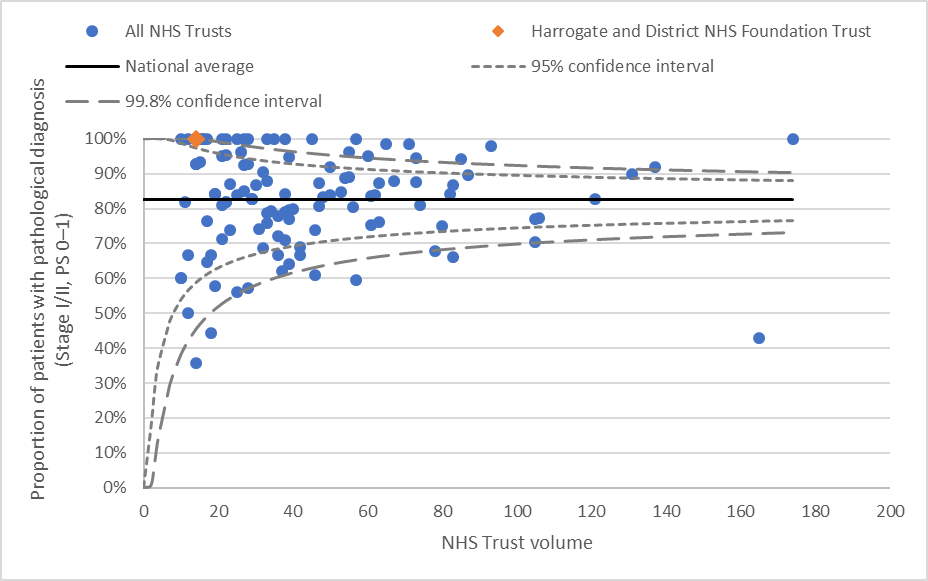 All NHS Trusts
Harrogate and District NHS Foundation Trust
National average
95% confidence interval
99.8% confidence interval
Proportion of patients with pathological diagnosis
(Stage I/II, PS 0–1)
100%
90%
80%
70%
60%
50%
40%
30%
20%
10%
0%
0 20 40 60 80 100 120 140 160 180 200
NHS Trust volume